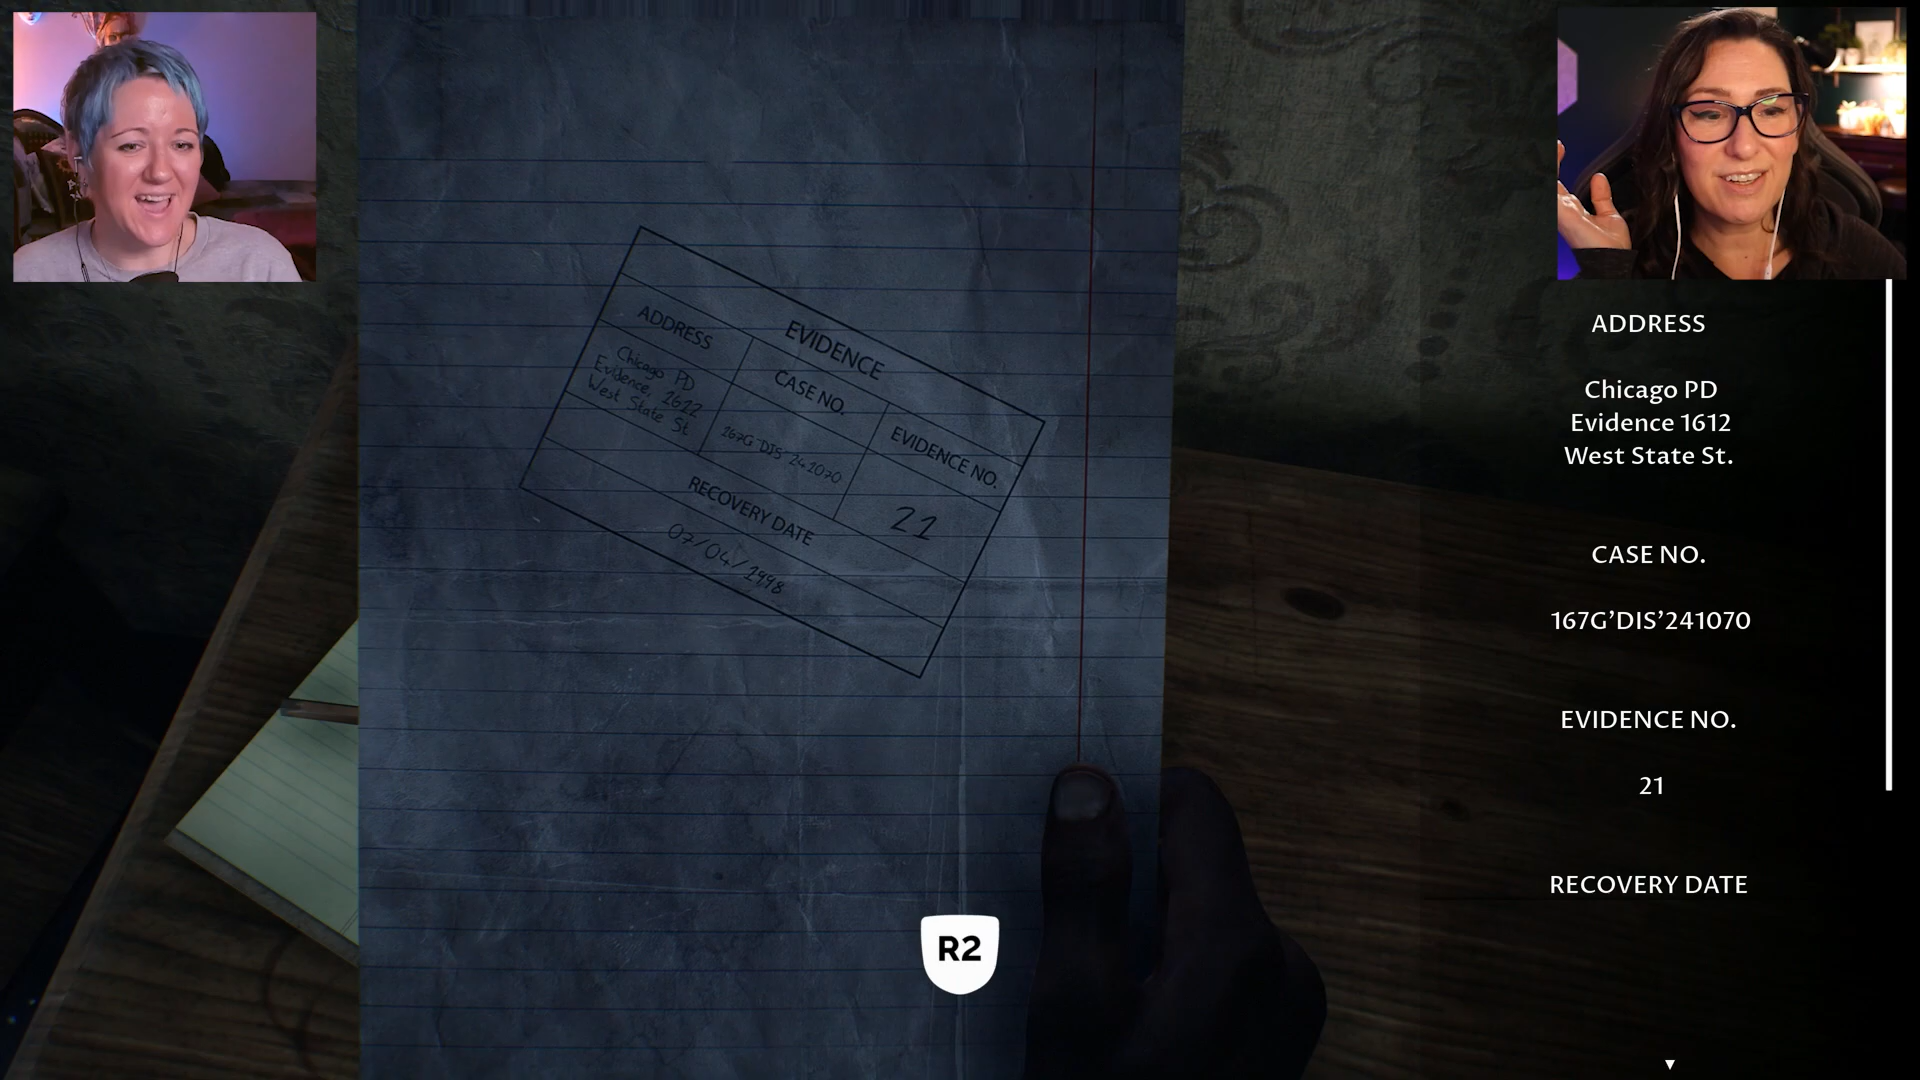 EVIDENCE
ADDRESS
CASE NO.
EVIDENCE NO.
Chicago PD
Evidence, 1612
West State St
167G'DIS'241070
21
RECOVERY DATE
07/04/1998
R2
ADDRESS
Chicago PD
Evidence 1612
West State St.
CASE NO.
167G’DIS’241070
EVIDENCE NO.
21
RECOVERY DATE